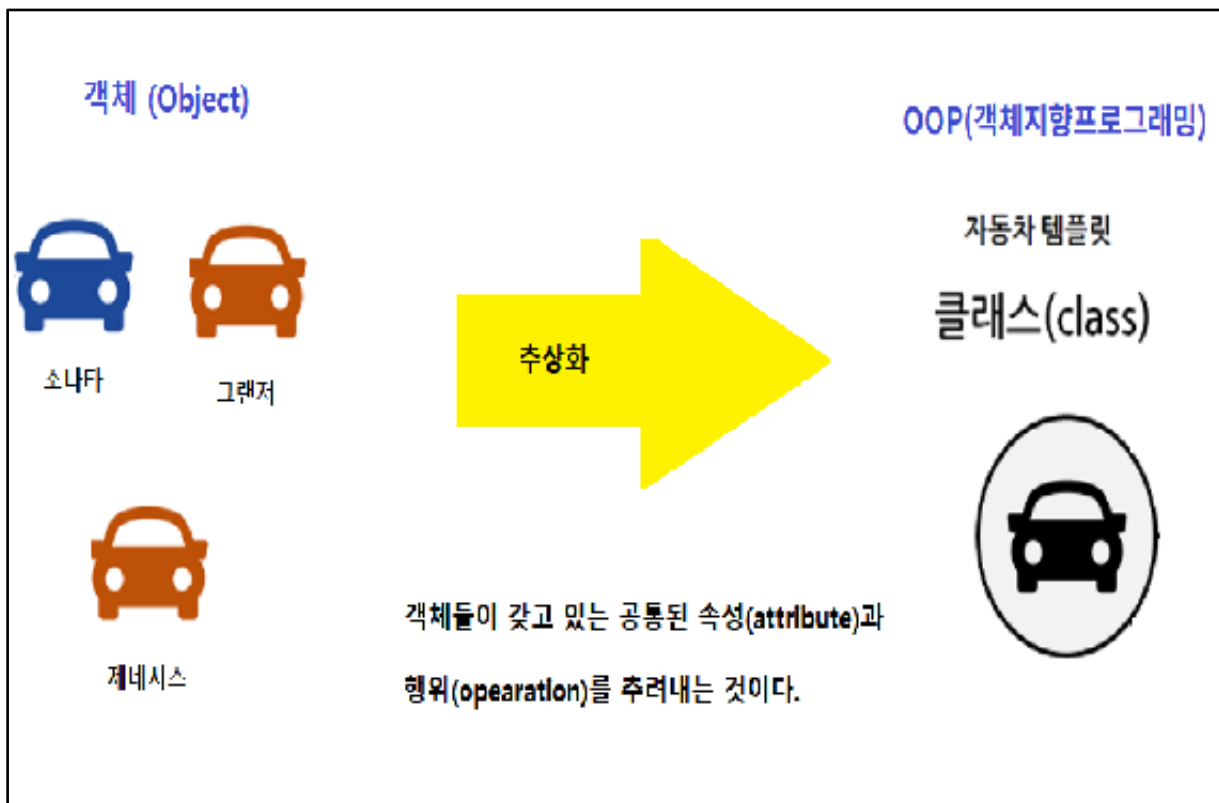 객체 (Object)
OOP(객체지향프로그래밍)
자동차 템플릿
클래스(class)
소나타
그랜저
추상화
제네시스
객체들이 갖고 있는 공통된 속성(attribute)과
행위(opearation)를 추려내는 것이다.